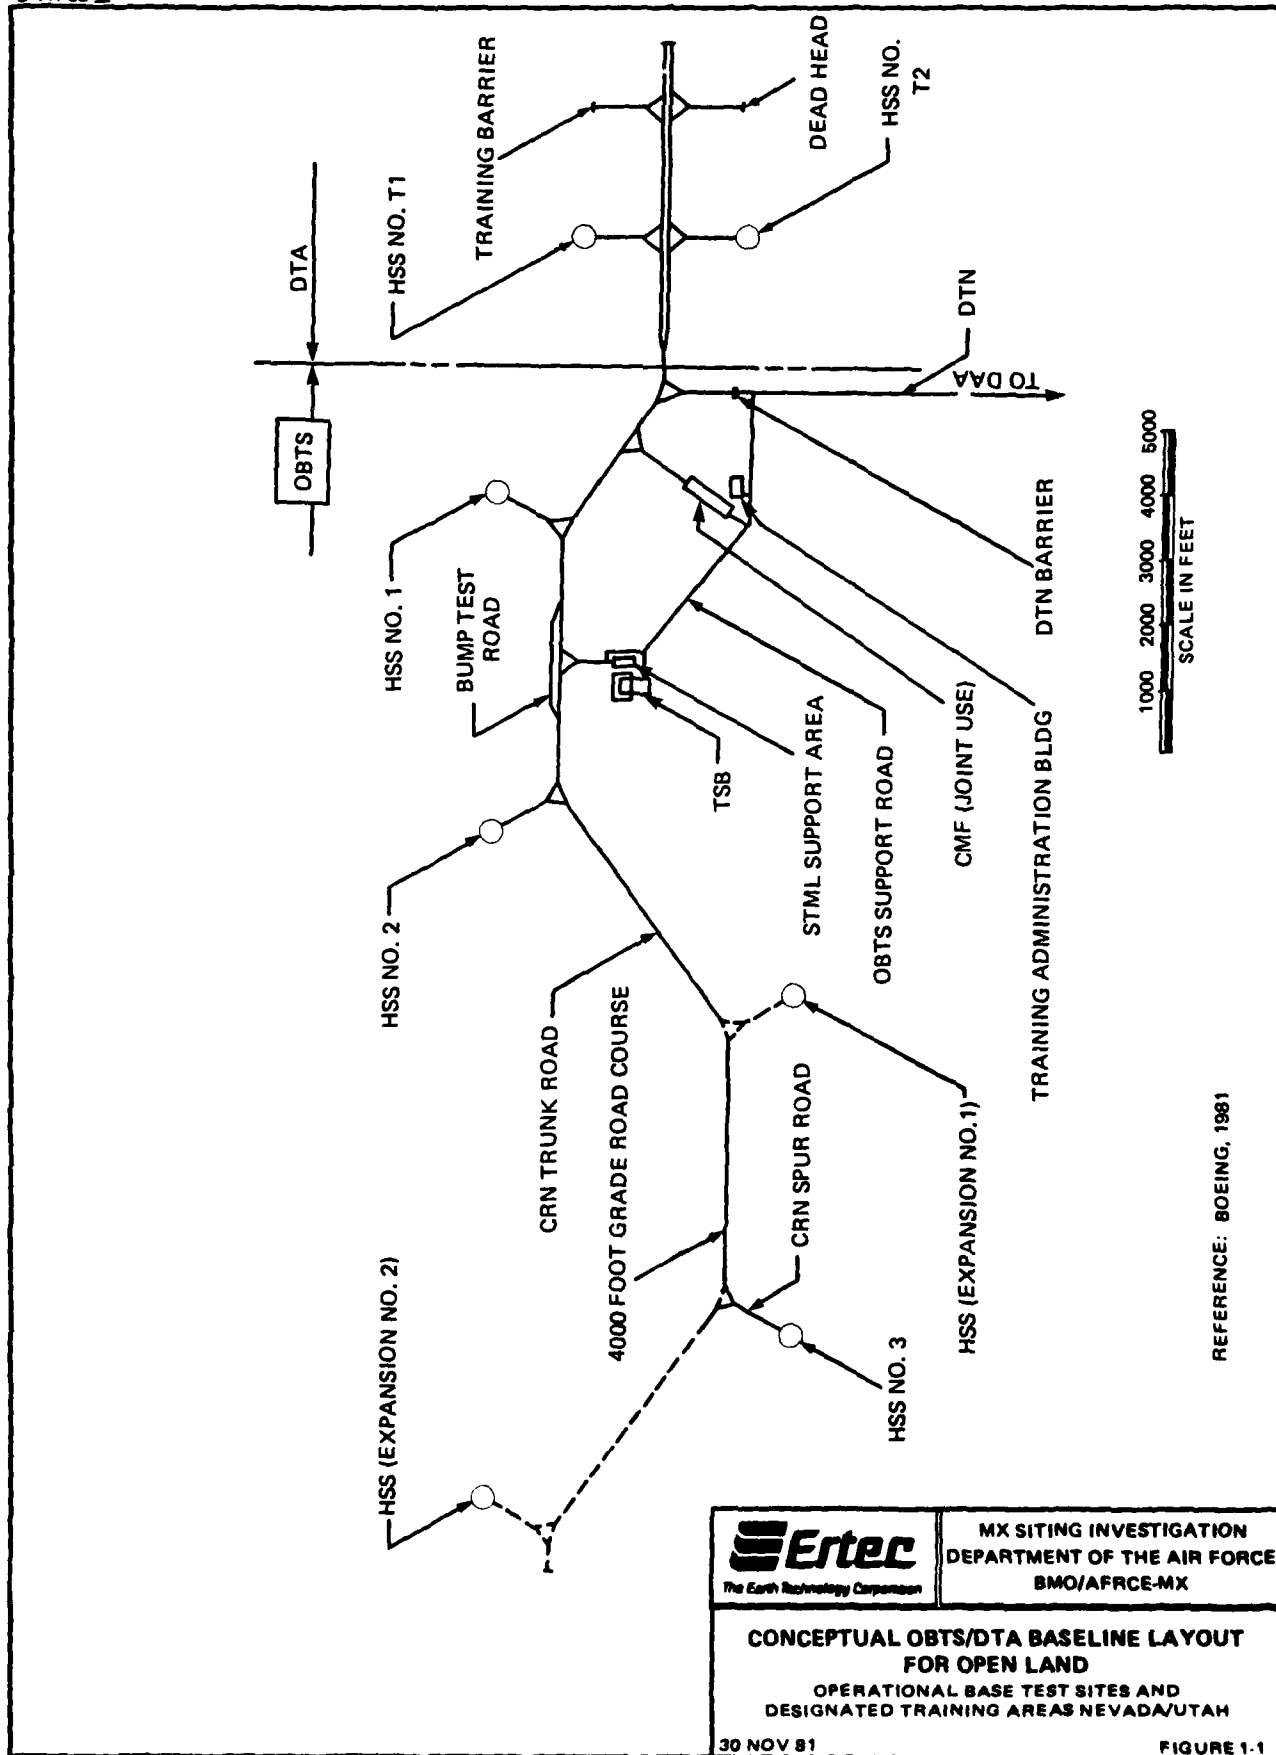 DTA
OBTS
HSS NO. T1
TRAINING BARRIER
DEAD HEAD
HSS NO.
T2
HSS NO. 1
BUMP TEST
ROAD
HSS NO. 2
DTN
TO DAA
DTN BARRIER
TRAINING ADMINISTRATION BLDG
CMF (JOINT USE)
OBTS SUPPORT ROAD
STML SUPPORT AREA
TSB
CRN TRUNK ROAD
4000 FOOT GRADE ROAD COURSE
CRN SPUR ROAD
HSS (EXPANSION NO. 1)
HSS NO. 3
HSS (EXPANSION NO. 2)
1000 2000 3000 4000 5000
SCALE IN FEET
REFERENCE: BOEING, 1981
Ertec
The Earth Technology Corporation
MX SITING INVESTIGATION
DEPARTMENT OF THE AIR FORCE
BMO/AFRCE-MX
CONCEPTUAL OBTS/DTA BASELINE LAYOUT
FOR OPEN LAND
OPERATIONAL BASE TEST SITES AND
DESIGNATED TRAINING AREAS NEVADA/UTAH
30 NOV 81
FIGURE 1-1